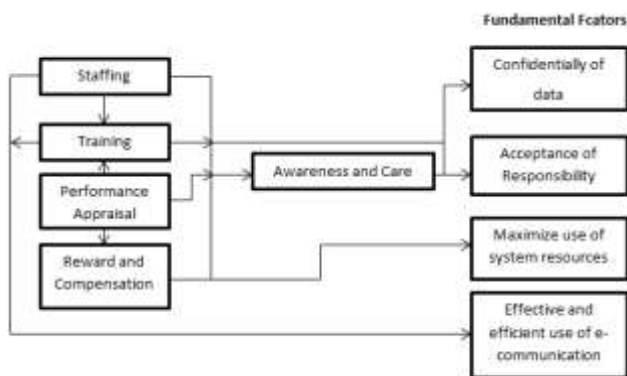 Fundamental Fcators
Staffing
Confidentially of
data
Training
Acceptance of
Responsibility
Awareness and Care
Performance
Appraisal
Maximize use of
system resources
Reward and
Compensation
Effective and
efficient use of e-
communication